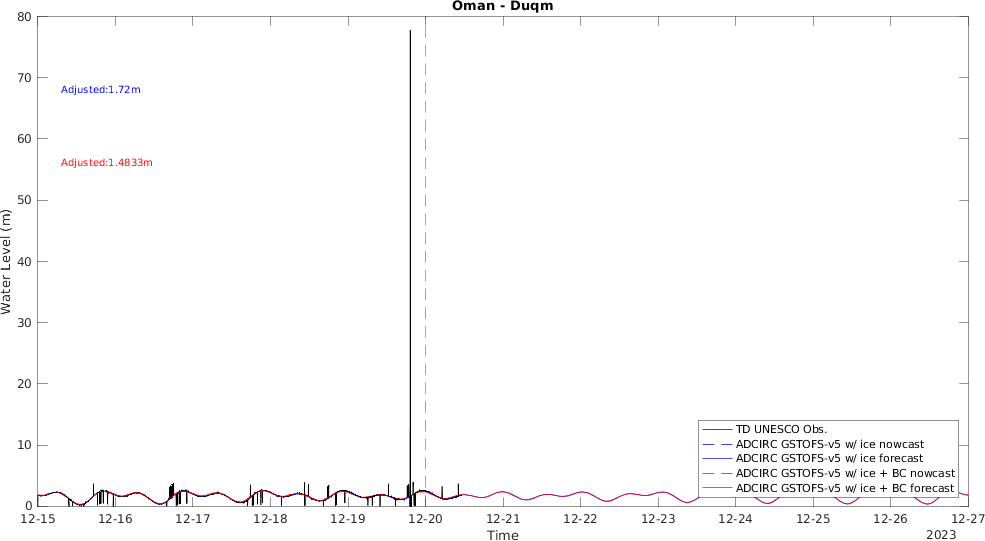 Oman - Duqm
80
70
60
50
40
30
20
10
0
Water Level (m)
Adjusted:1.72m
Adjusted:1.4833m
TD UNESCO Obs.
ADCIRC GSTOFS-v5 w/ ice nowcast
ADCIRC GSTOFS-v5 w/ ice forecast
ADCIRC GSTOFS-v5 w/ ice + BC nowcast
ADCIRC GSTOFS-v5 w/ ice + BC forecast
12-15 12-16 12-17 12-18 12-19 12-20 12-21 12-22 12-23 12-24 12-25 12-26 12-27
Time
2023